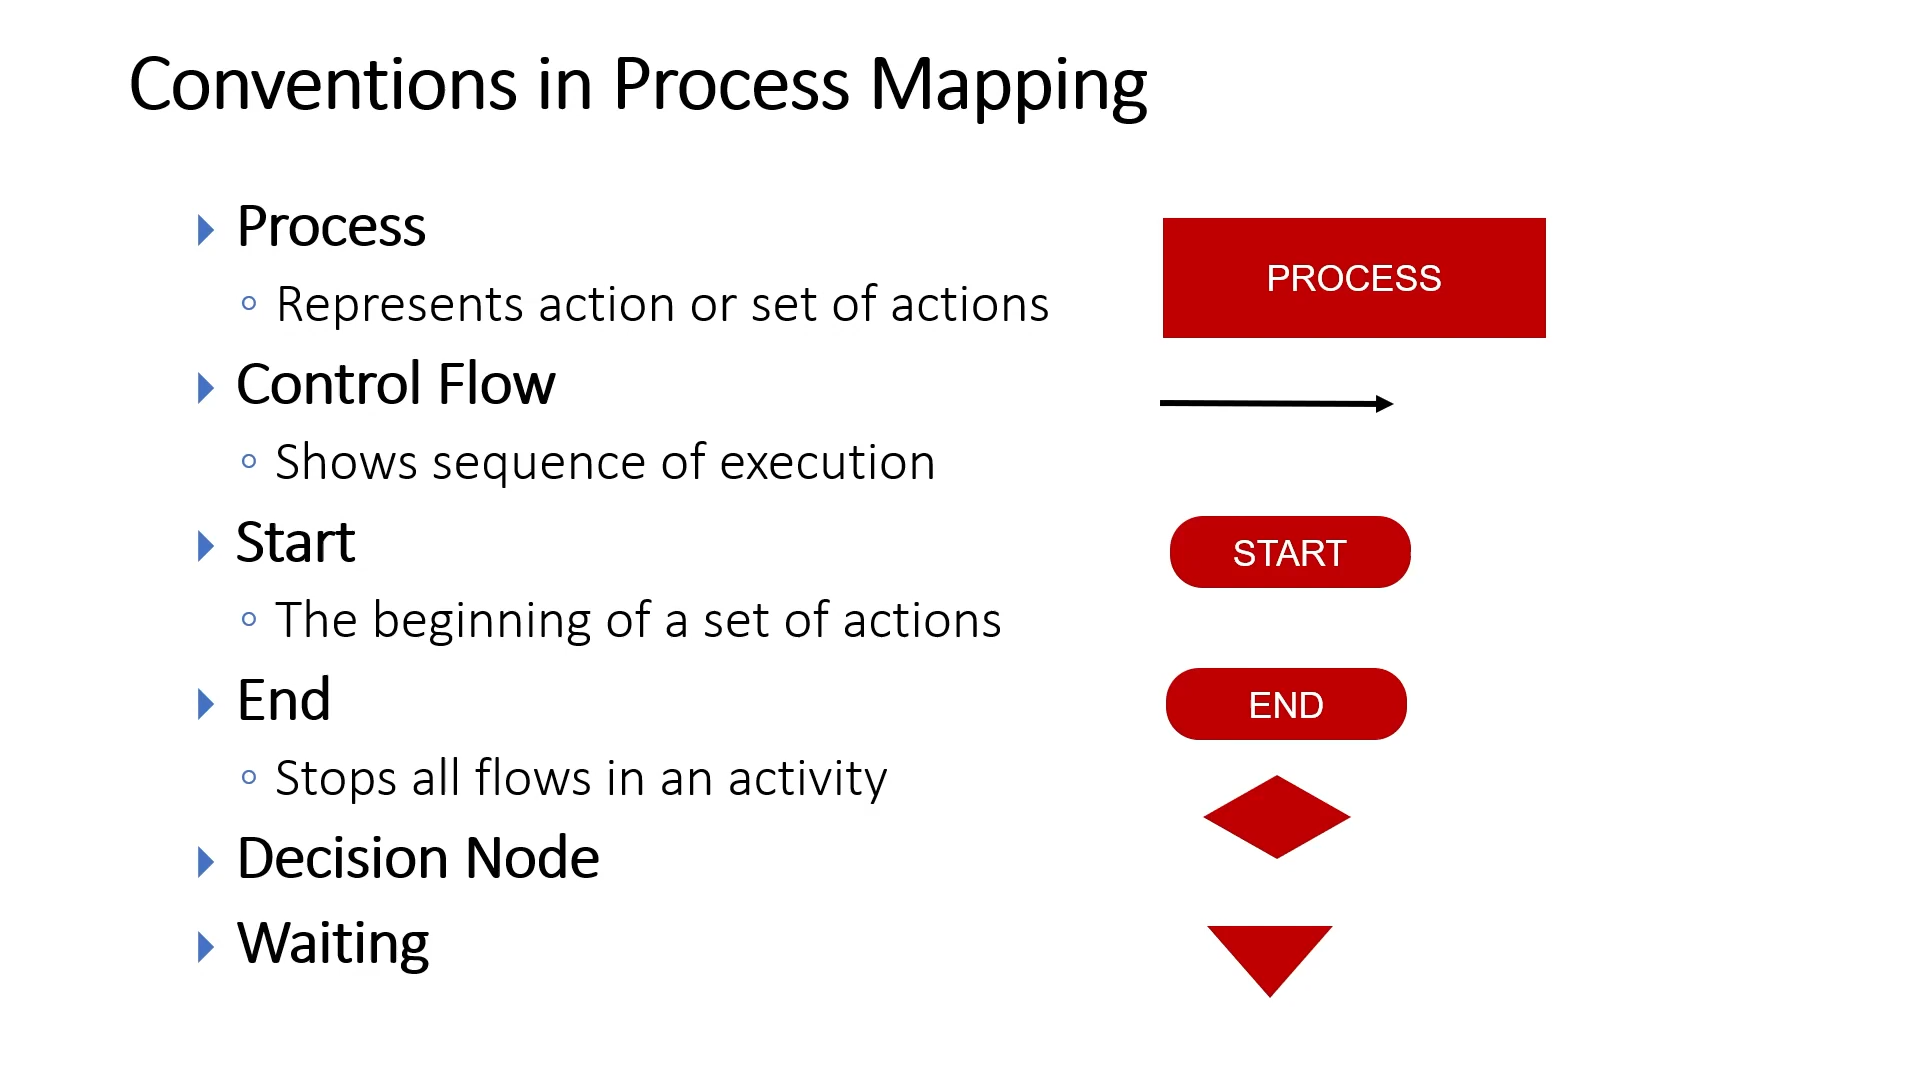 Conventions in Process Mapping
Process
PROCESS
Represents action or set of actions
Control Flow
Shows sequence of execution
Start
START
The beginning of a set of actions
End
END
Stops all flows in an activity
Decision Node
Waiting